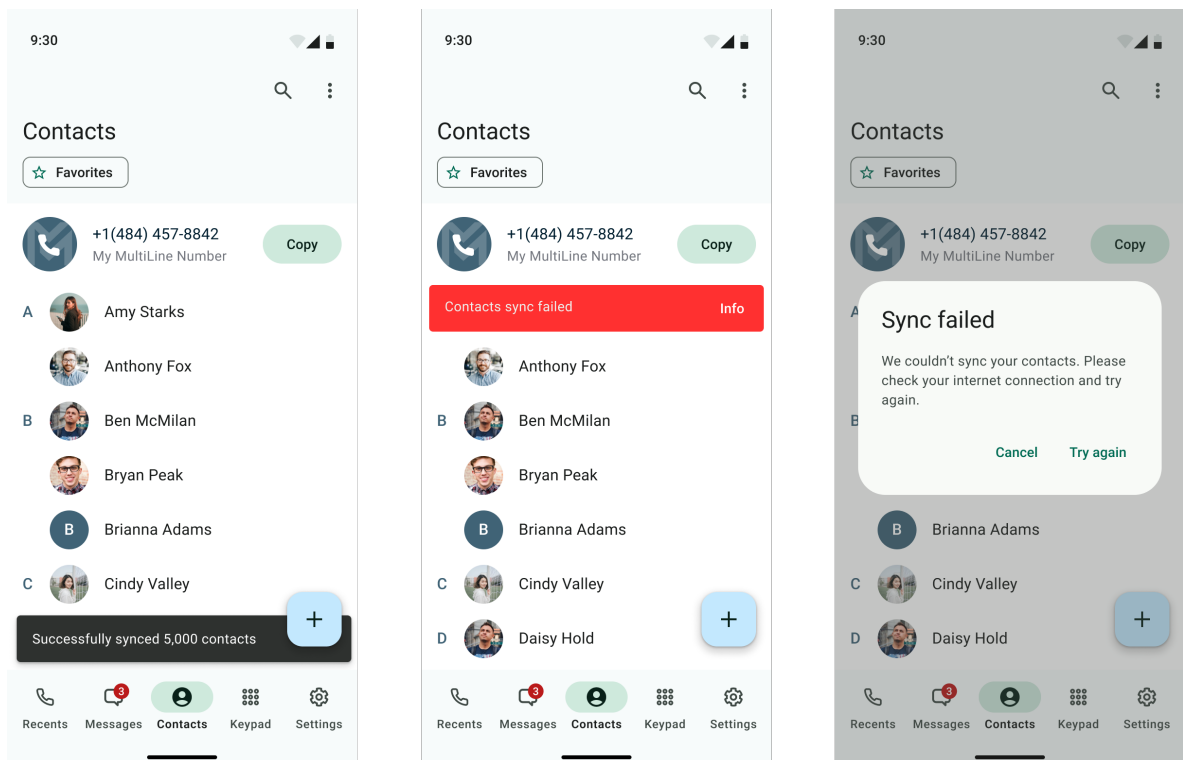 9:30
Contacts
Favorites
+1(484) 457-8842
My MultiLine Number
Copy
A
Amy Starks
Anthony Fox
B
Ben McMilan
Bryan Peak
B
Brianna Adams
C
Cindy Valley
Successfully synced 5,000 contacts
3
Recents
Messages
Contacts
Keypad
Settings
9:30
Contacts
Favorites
+1(484) 457-8842
My MultiLine Number
Copy
Contacts sync failed
Info
Anthony Fox
B
Ben McMilan
Bryan Peak
B
Brianna Adams
C
Cindy Valley
D
Daisy Hold
3
Recents
Messages
Contacts
Keypad
Settings
9:30
Contacts
Favorites
+1(484) 457-8842
My MultiLine Number
Copy
A
Sync failed
We couldn’t sync your contacts. Please
check your internet connection and try
again.
B
Cancel
Try again
B
Brianna Adams
C
Cindy Valley
D
Daisy Hold
3
Recents
Messages
Contacts
Keypad
Settings